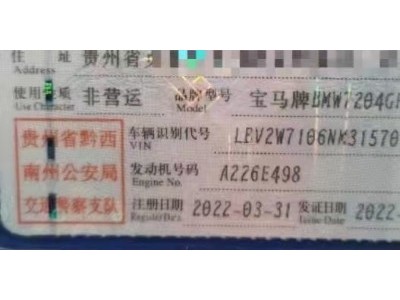 住 址 贵州省
Address
使用性质 非营运 品牌型号 宝马牌BMW7204G
Use Character Model
贵州省黔西 车辆识别代号 LBV2W7106NK31570
VIN
南州公安局 发动机号码 A226E498
Engine No.
交通警察支队 注册日期 2022-03-31 发证日期 2022-
Register Date Issue Date